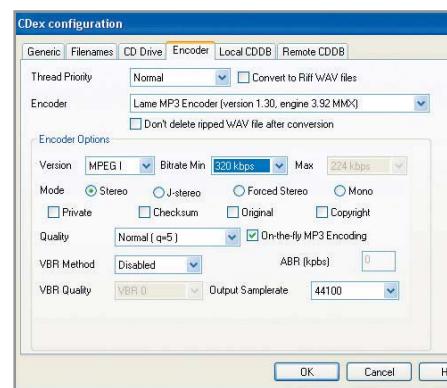 CDex configuration
Generic Filenames CD Drive Encoder Local CDDB Remote CDDB
Thread Priority Normal Convert to Riff WAV files
Encoder Lame MP3 Encoder (version 1.30, engine 3.92 MMX)
Don't delete ripped WAV file after conversion
Encoder Options
Version MPEG I Bitrate Min 320 kbps Max 224 kbps
Mode Stereo J-stereo Forced Stereo Mono
Private Checksum Original Copyright
Quality Normal ( q=5 ) On-the-fly MP3 Encoding
VBR Method Disabled ABR (kpbs) 0
VBR Quality VBR 0 Output Samplerate 44100
OK Cancel H